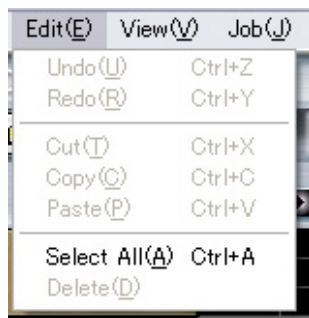 Edit(E) View(V) Job(J)
Undo(U) Ctrl+Z
Redo(R) Ctrl+Y
Cut(T) Ctrl+X
Copy(C) Ctrl+C
Paste(P) Ctrl+V
Select All(A) Ctrl+A
Delete(D)